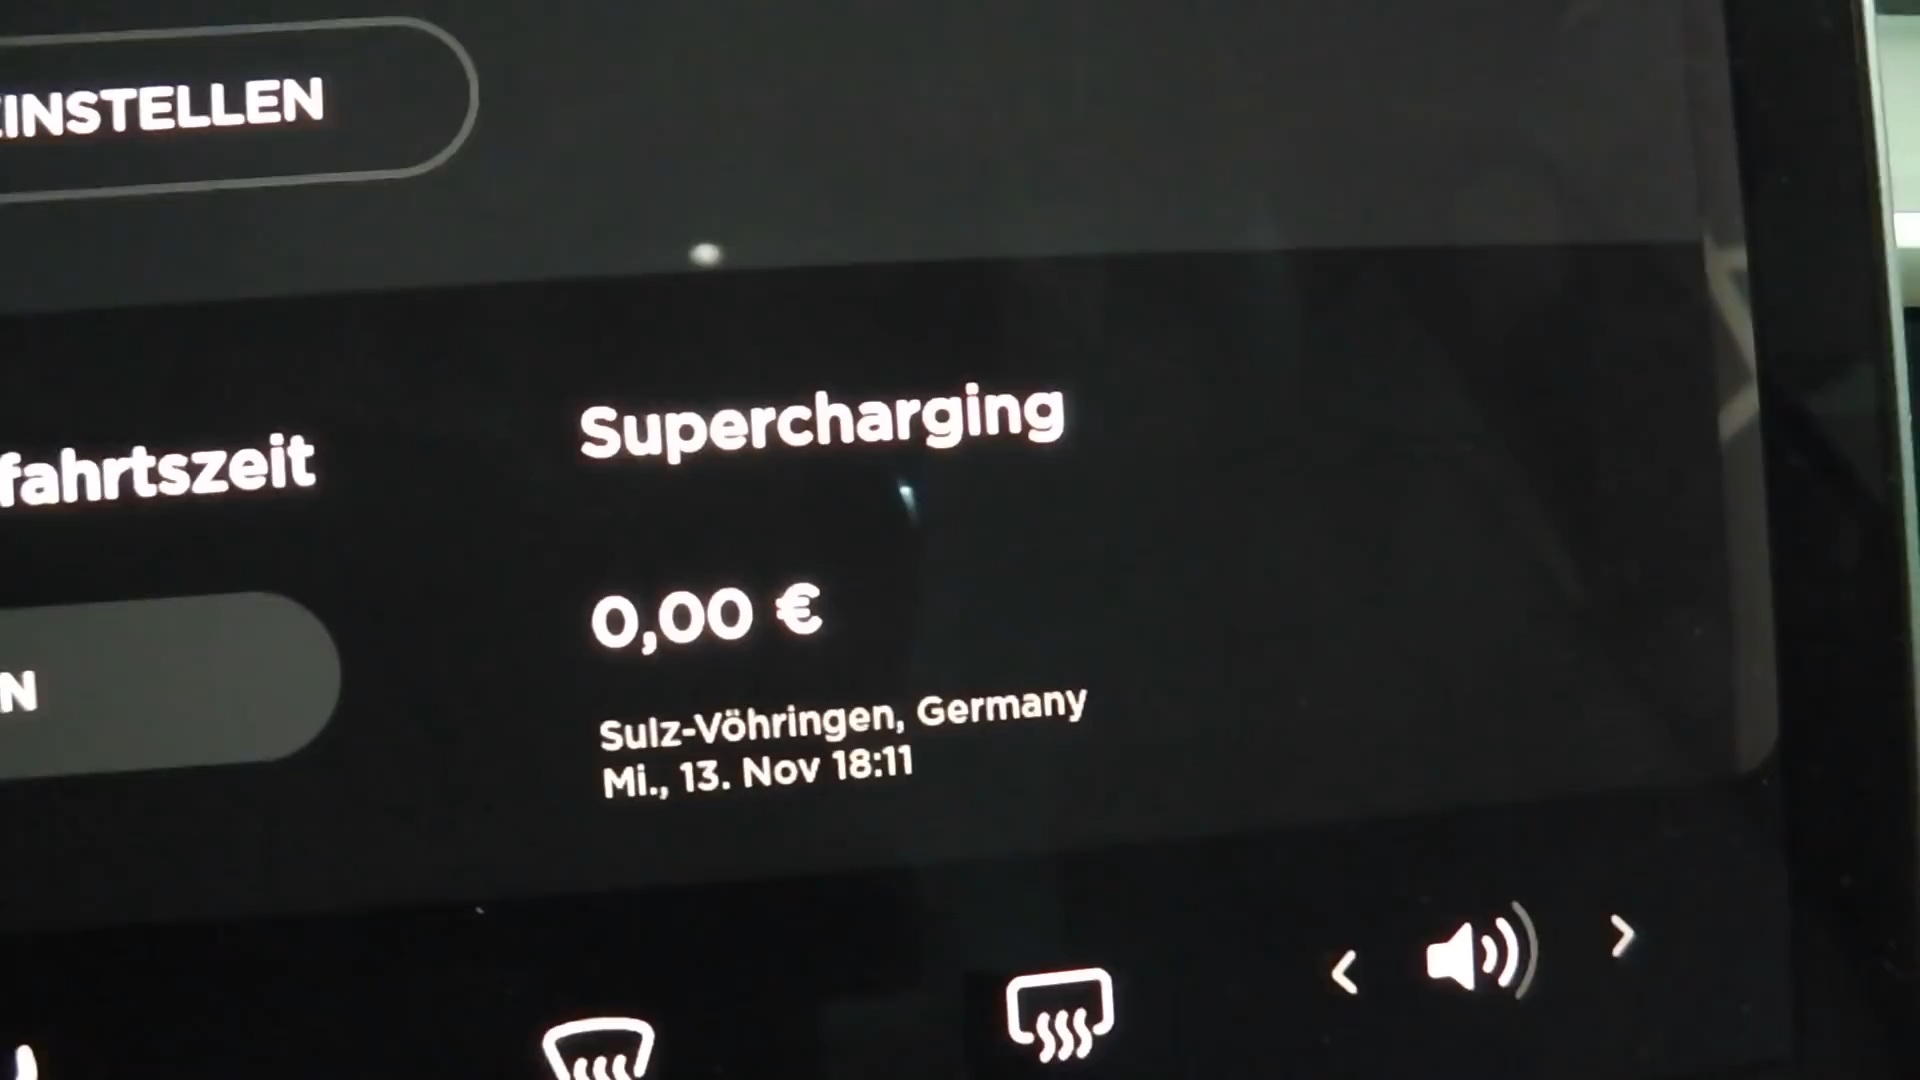 EINSTELLEN
fahrtszeit
Supercharging
N
0,00 €
Sulz-Vöhringen, Germany
Mi., 13. Nov 18:11